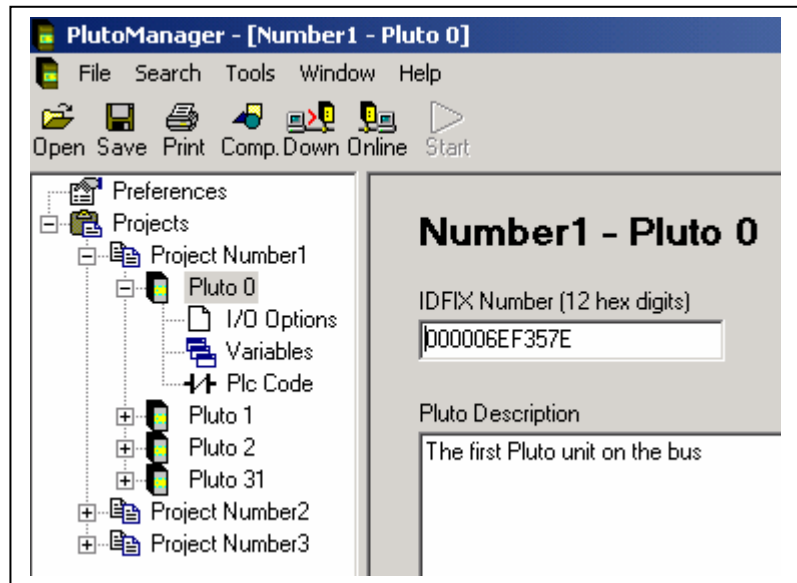 PlutoManager - [Number1 - Pluto 0]
File Search Tools Window Help
Open Save Print Comp. Down Online Start
Preferences
Projects
Project Number1
Pluto 0
I/O Options
Variables
Plc Code
Pluto 1
Pluto 2
Pluto 31
Project Number2
Project Number3
Number1 - Pluto 0
IDFIX Number (12 hex digits)
000006EF357E
Pluto Description
The first Pluto unit on the bus